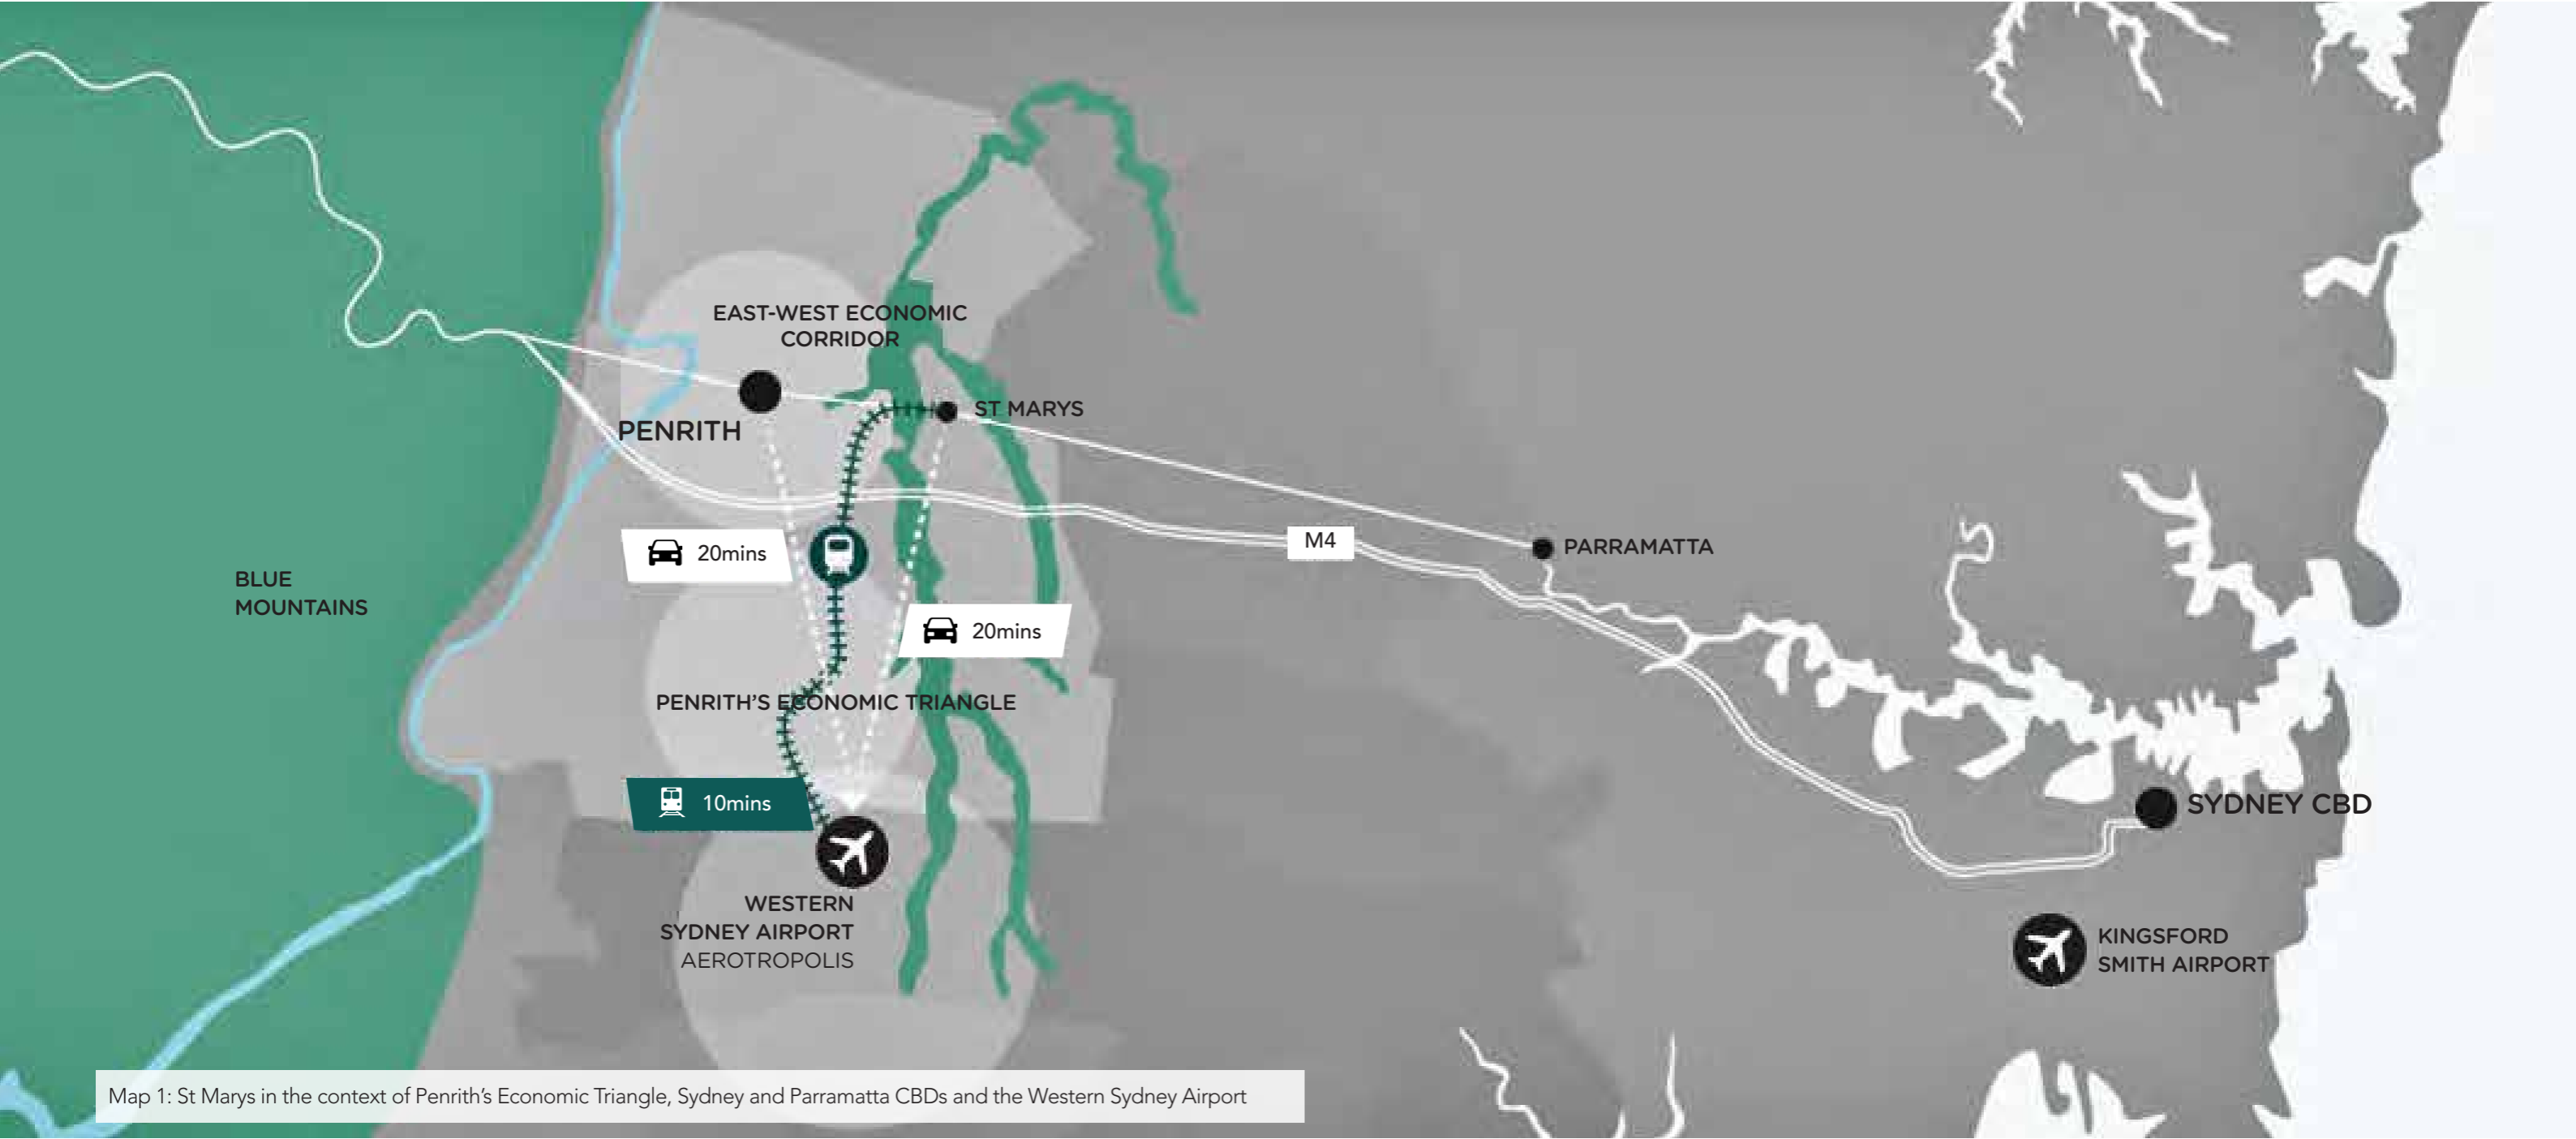 EAST-WEST ECONOMIC
CORRIDOR
ST MARYS
PENRITH
M4
PARRAMATTA
20mins
BLUE
MOUNTAINS
20mins
PENRITH'S ECONOMIC TRIANGLE
10mins
SYDNEY CBD
WESTERN
SYDNEY AIRPORT
AEROTROPOLIS
KINGSFORD
SMITH AIRPORT
Map 1: St Marys in the context of Penrith's Economic Triangle, Sydney and Parramatta CBDs and the Western Sydney Airport